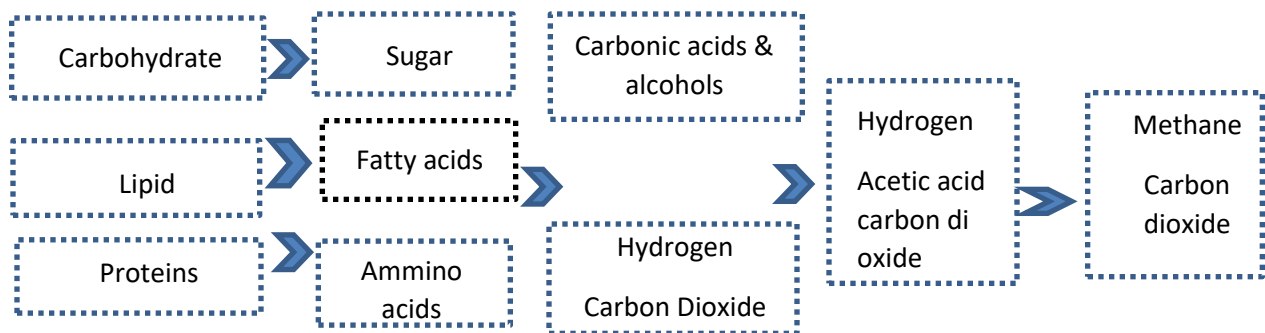 Carbohydrate
Sugar
Carbonic acids &
alcohols
Lipid
Fatty acids
Proteins
Ammino
acids
Hydrogen
Carbon Dioxide
Hydrogen
Acetic acid
carbon di
oxide
Methane
Carbon
dioxide